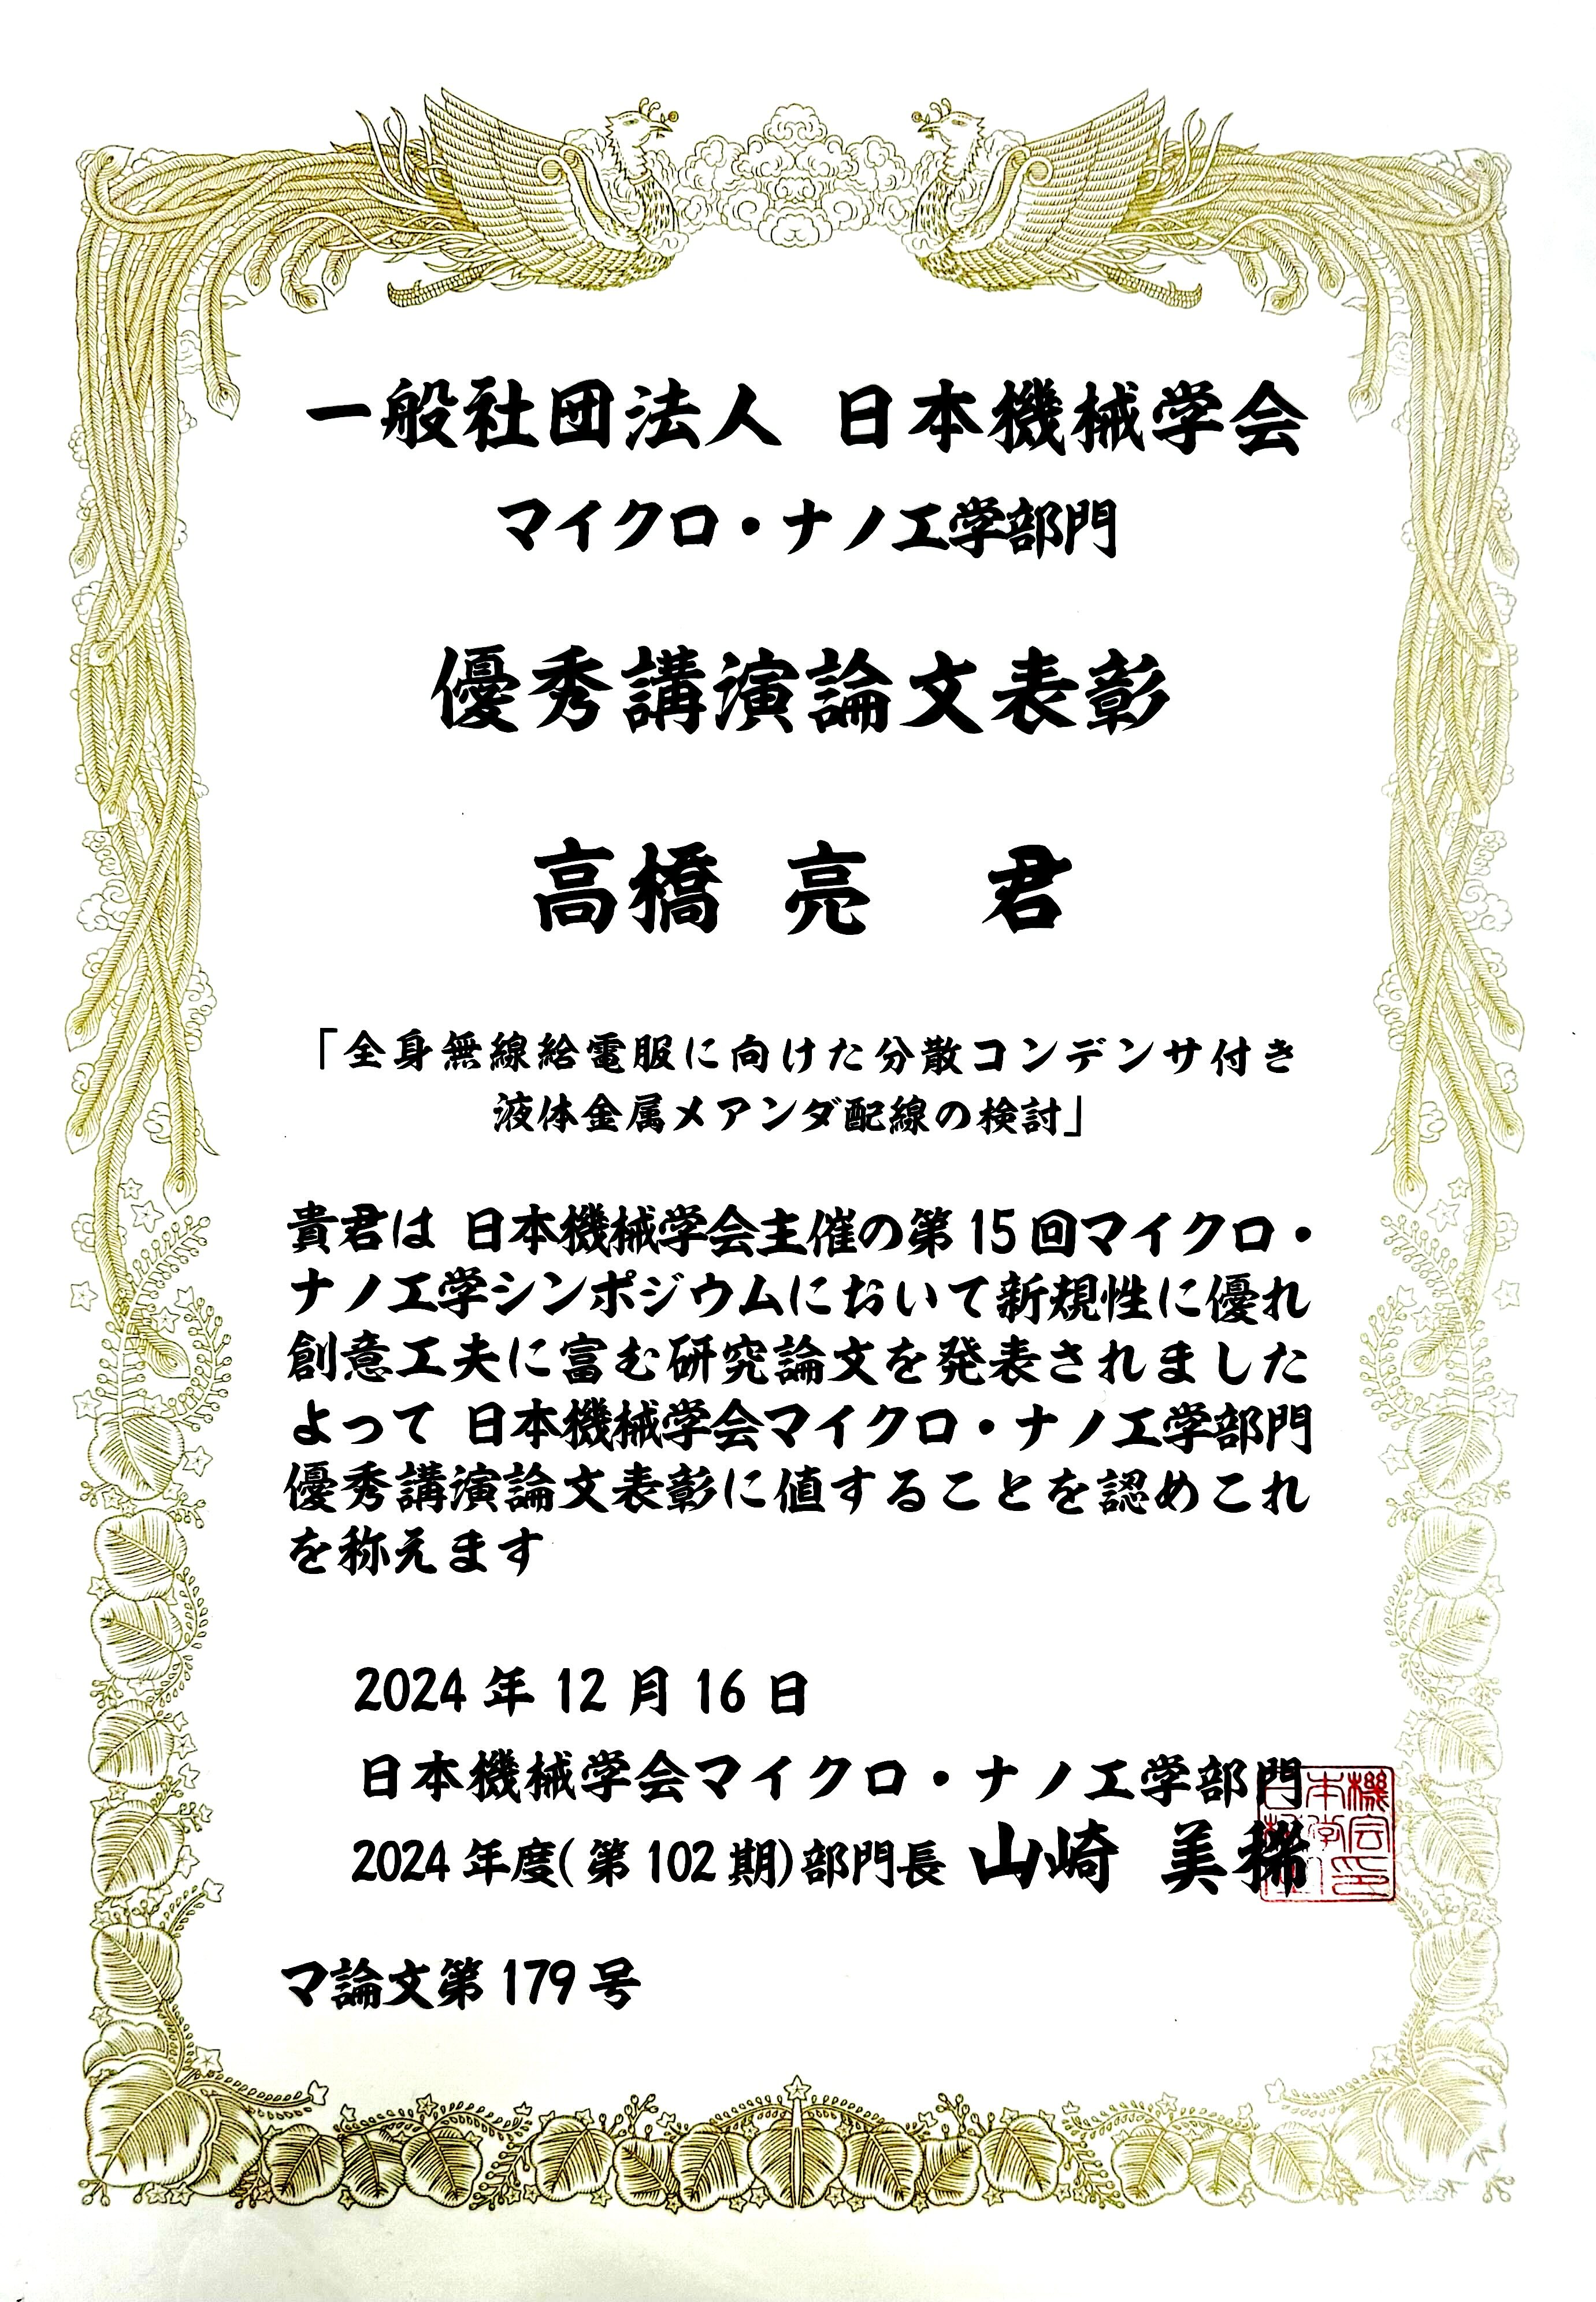 一般社団法人 日本機械学会
マイクロ・ナノ工学部門
優秀講演論文表彰
高橋 亮 君
「全身無線給電服に向けた分散コンデンサ付き
液体金属メアンダ配線の検討」
貴君は 日本機械学会主催の第15回マイクロ・
ナノ工学シンポジウムにおいて新規性に優れ
創意工夫に富む研究論文を発表されました
よって 日本機械学会マイクロ・ナノ工学部門
優秀講演論文表彰に値することを認めこれ
を称えます
2024年12月16日
日本機械学会マイクロ・ナノ工学部門
2024年度(第102期)部門長 山崎 美稀
マ論文第179号